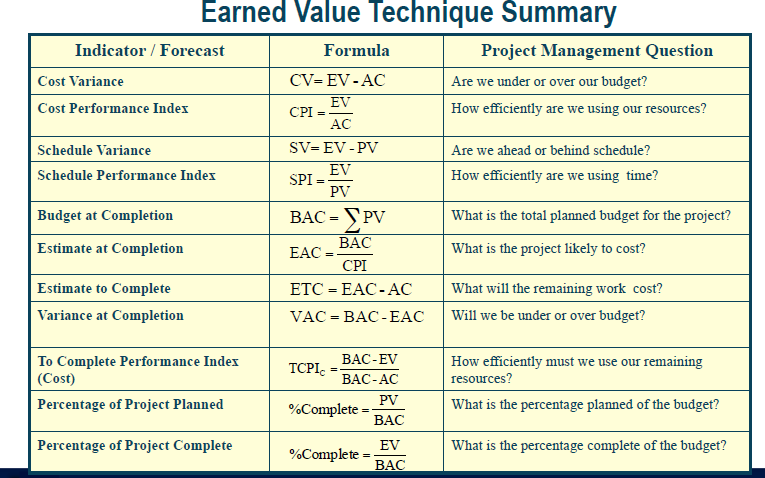 Earned Value Technique Summary
Indicator / Forecast Formula Project Management Question
Cost Variance CV= EV - AC Are we under or over our budget?
Cost Performance Index CPI = EV/AC How efficiently are we using our resources?
Schedule Variance SV= EV - PV Are we ahead or behind schedule?
Schedule Performance Index SPI = EV/PV How efficiently are we using time?
Budget at Completion BAC = ∑PV What is the total planned budget for the project?
Estimate at Completion EAC = BAC/CPI What is the project likely to cost?
Estimate to Complete ETC = EAC - AC What will the remaining work cost?
Variance at Completion VAC = BAC - EAC Will we be under or over budget?
To Complete Performance Index (Cost) TCPIc = BAC-EV/BAC-AC How efficiently must we use our remaining resources?
Percentage of Project Planned %Complete = PV/BAC What is the percentage planned of the budget?
Percentage of Project Complete %Complete = EV/BAC What is the percentage complete of the budget?